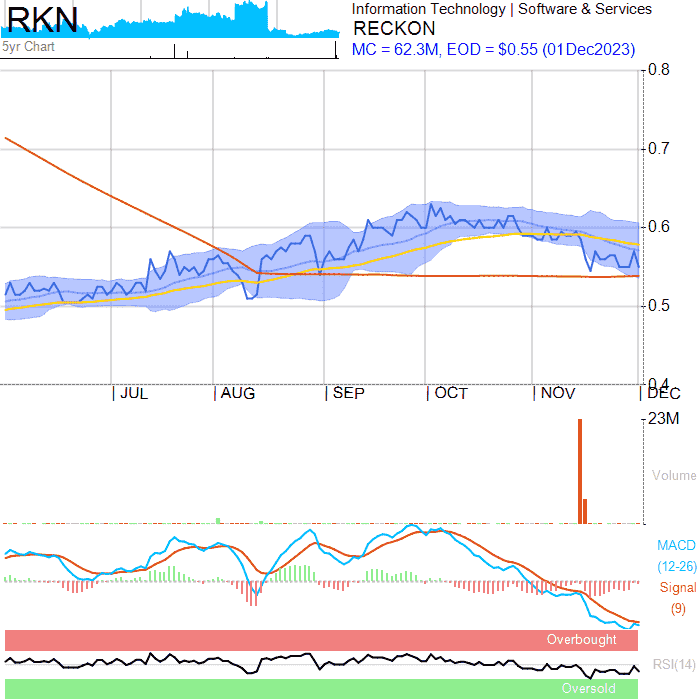 RKN
Information Technology | Software & Services
RECKON
5yr Chart
MC = 62.3M, EOD = $0.55 (01Dec2023)
0.8
0.7
0.6
0.5
0.4
| JUL
| AUG
| SEP
| OCT
| NOV
| DEC
23M
Volume
MACD
(12-26)
Signal
(9)
Overbought
RSI(14)
Oversold